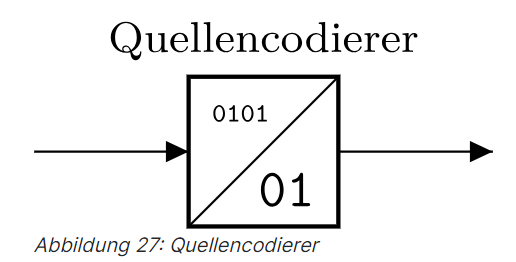 Quellencodierer
0101
01
Abbildung 27: Quellencodierer